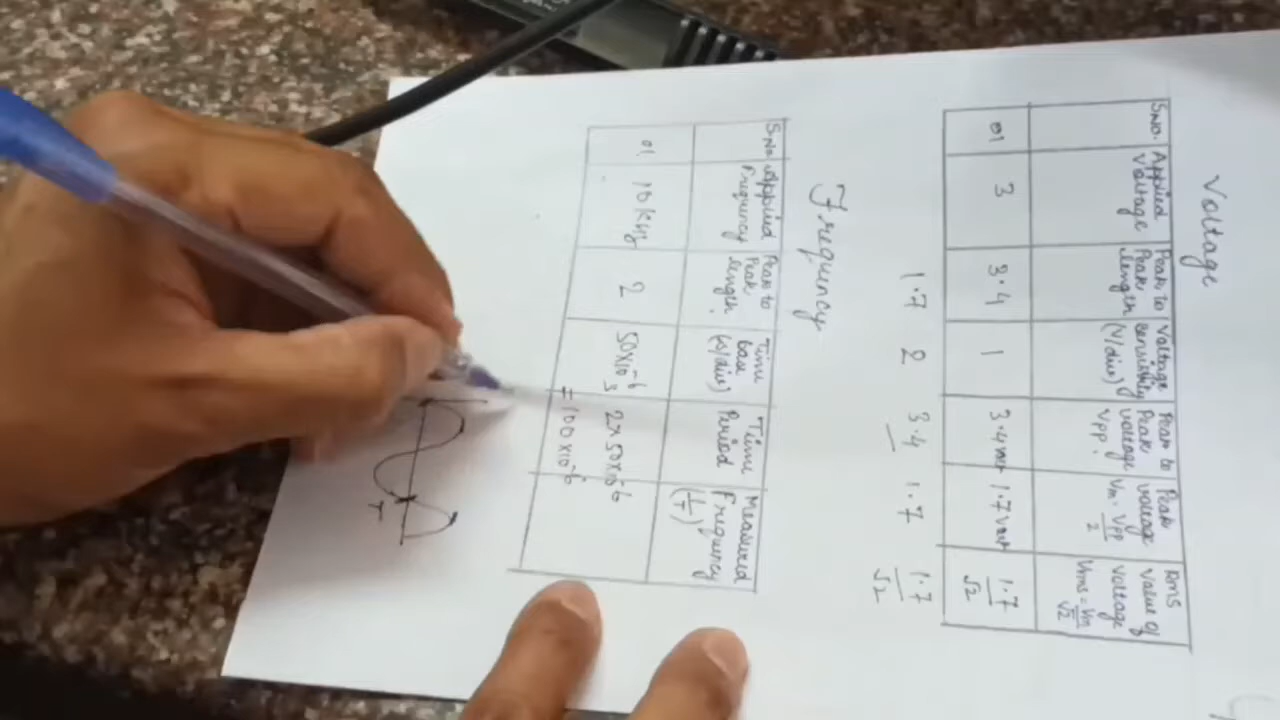 Voltage
S.No. Applied Voltage Peak to Peak length Voltage sensitivity (V/div) Peak to Peak voltage VPP Peak voltage Vm = VPP/2 Rms value of voltage Vrms = Vm/√2
01 3 3.4 1 3.4 volt 1.7 volt 1.7/√2
1.7 2 3.4 1.7 1.7/√2
Frequency
S.No. Applied Frequency Peak to Peak length Time base (s/div) Time Period Measured Frequency (1/T)
01 10 KHz 2 50×10⁻⁶ s 2×50×10⁻⁶
= 100×10⁻⁶
T